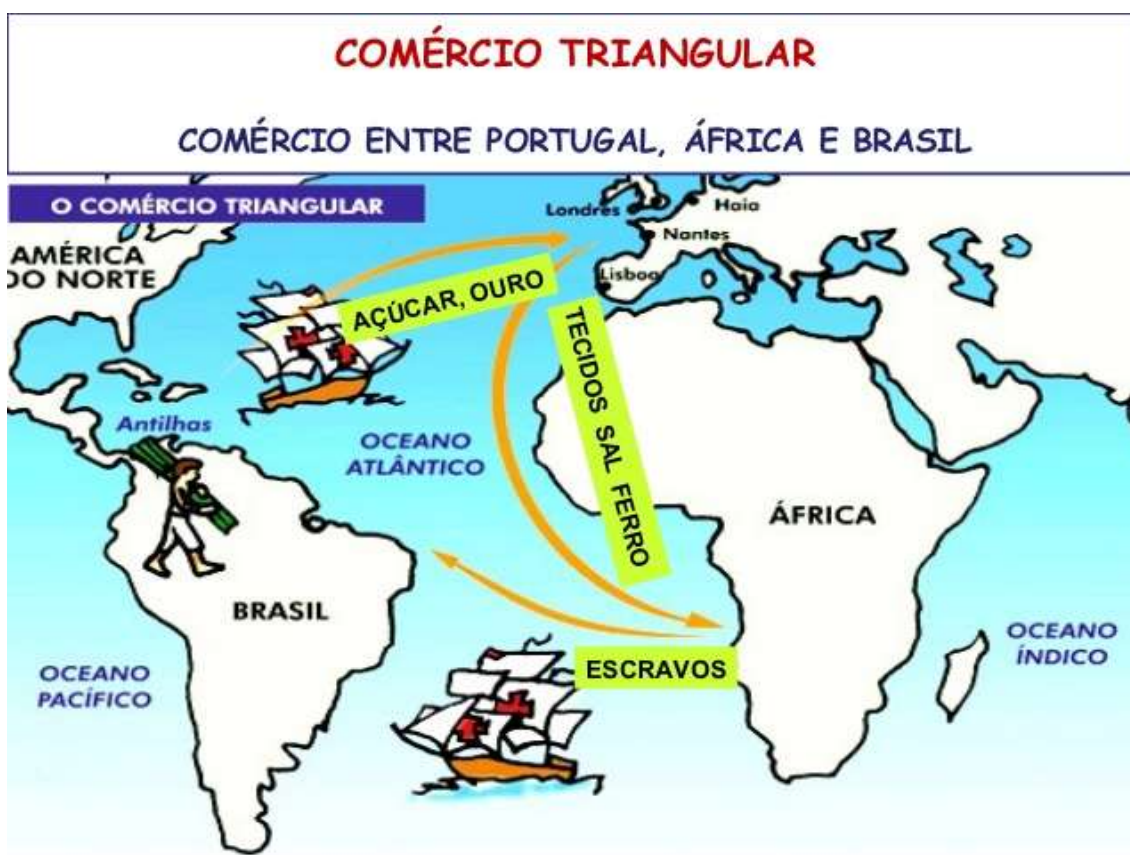 COMÉRCIO TRIANGULAR
COMÉRCIO ENTRE PORTUGAL, ÁFRICA E BRASIL
O COMÉRCIO TRIANGULAR
AMÉRICA
DO NORTE
Londres
Haia
Nantes
Lisboa
AÇÚCAR, OURO
TECIDOS SAL FERRO
Antilhas
OCEANO
ATLÂNTICO
ÁFRICA
BRASIL
ESCRAVOS
OCEANO
PACÍFICO
OCEANO
ÍNDICO